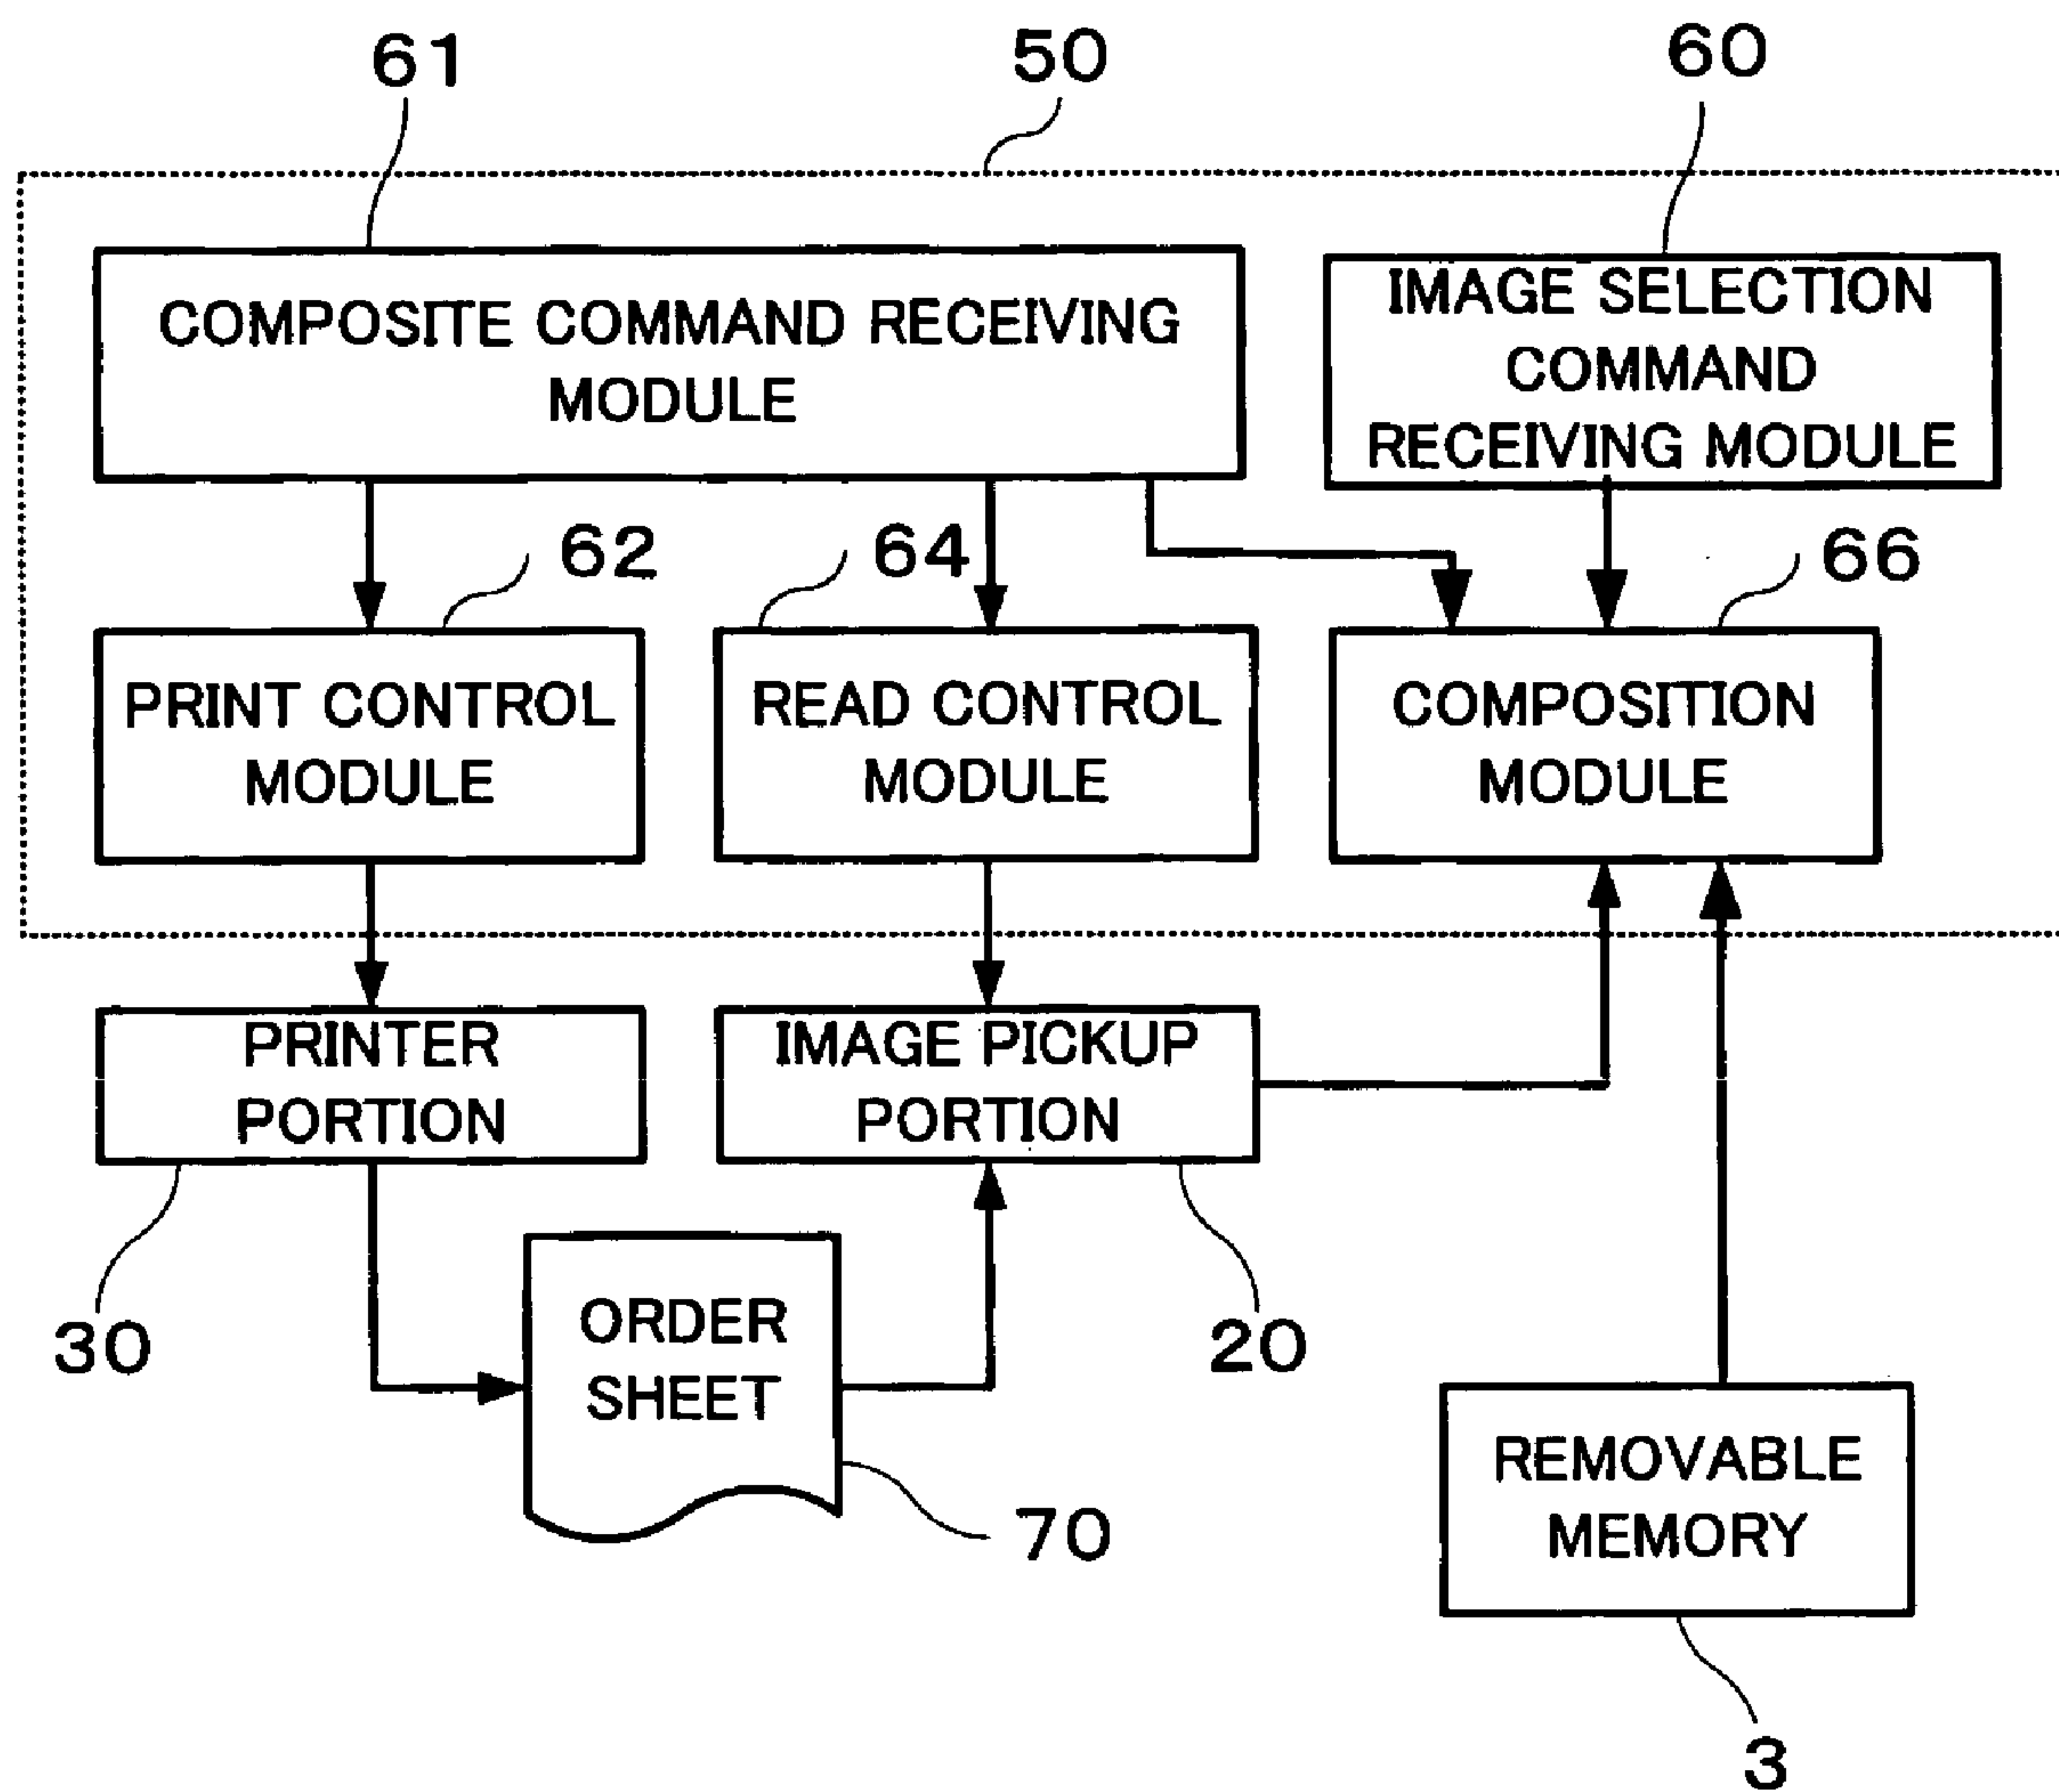 61
50
60
COMPOSITE COMMAND RECEIVING
MODULE
IMAGE SELECTION
COMMAND
RECEIVING MODULE
62
64
66
PRINT CONTROL
MODULE
READ CONTROL
MODULE
COMPOSITION
MODULE
PRINTER
PORTION
IMAGE PICKUP
PORTION
30
ORDER
SHEET
20
70
REMOVABLE
MEMORY
3